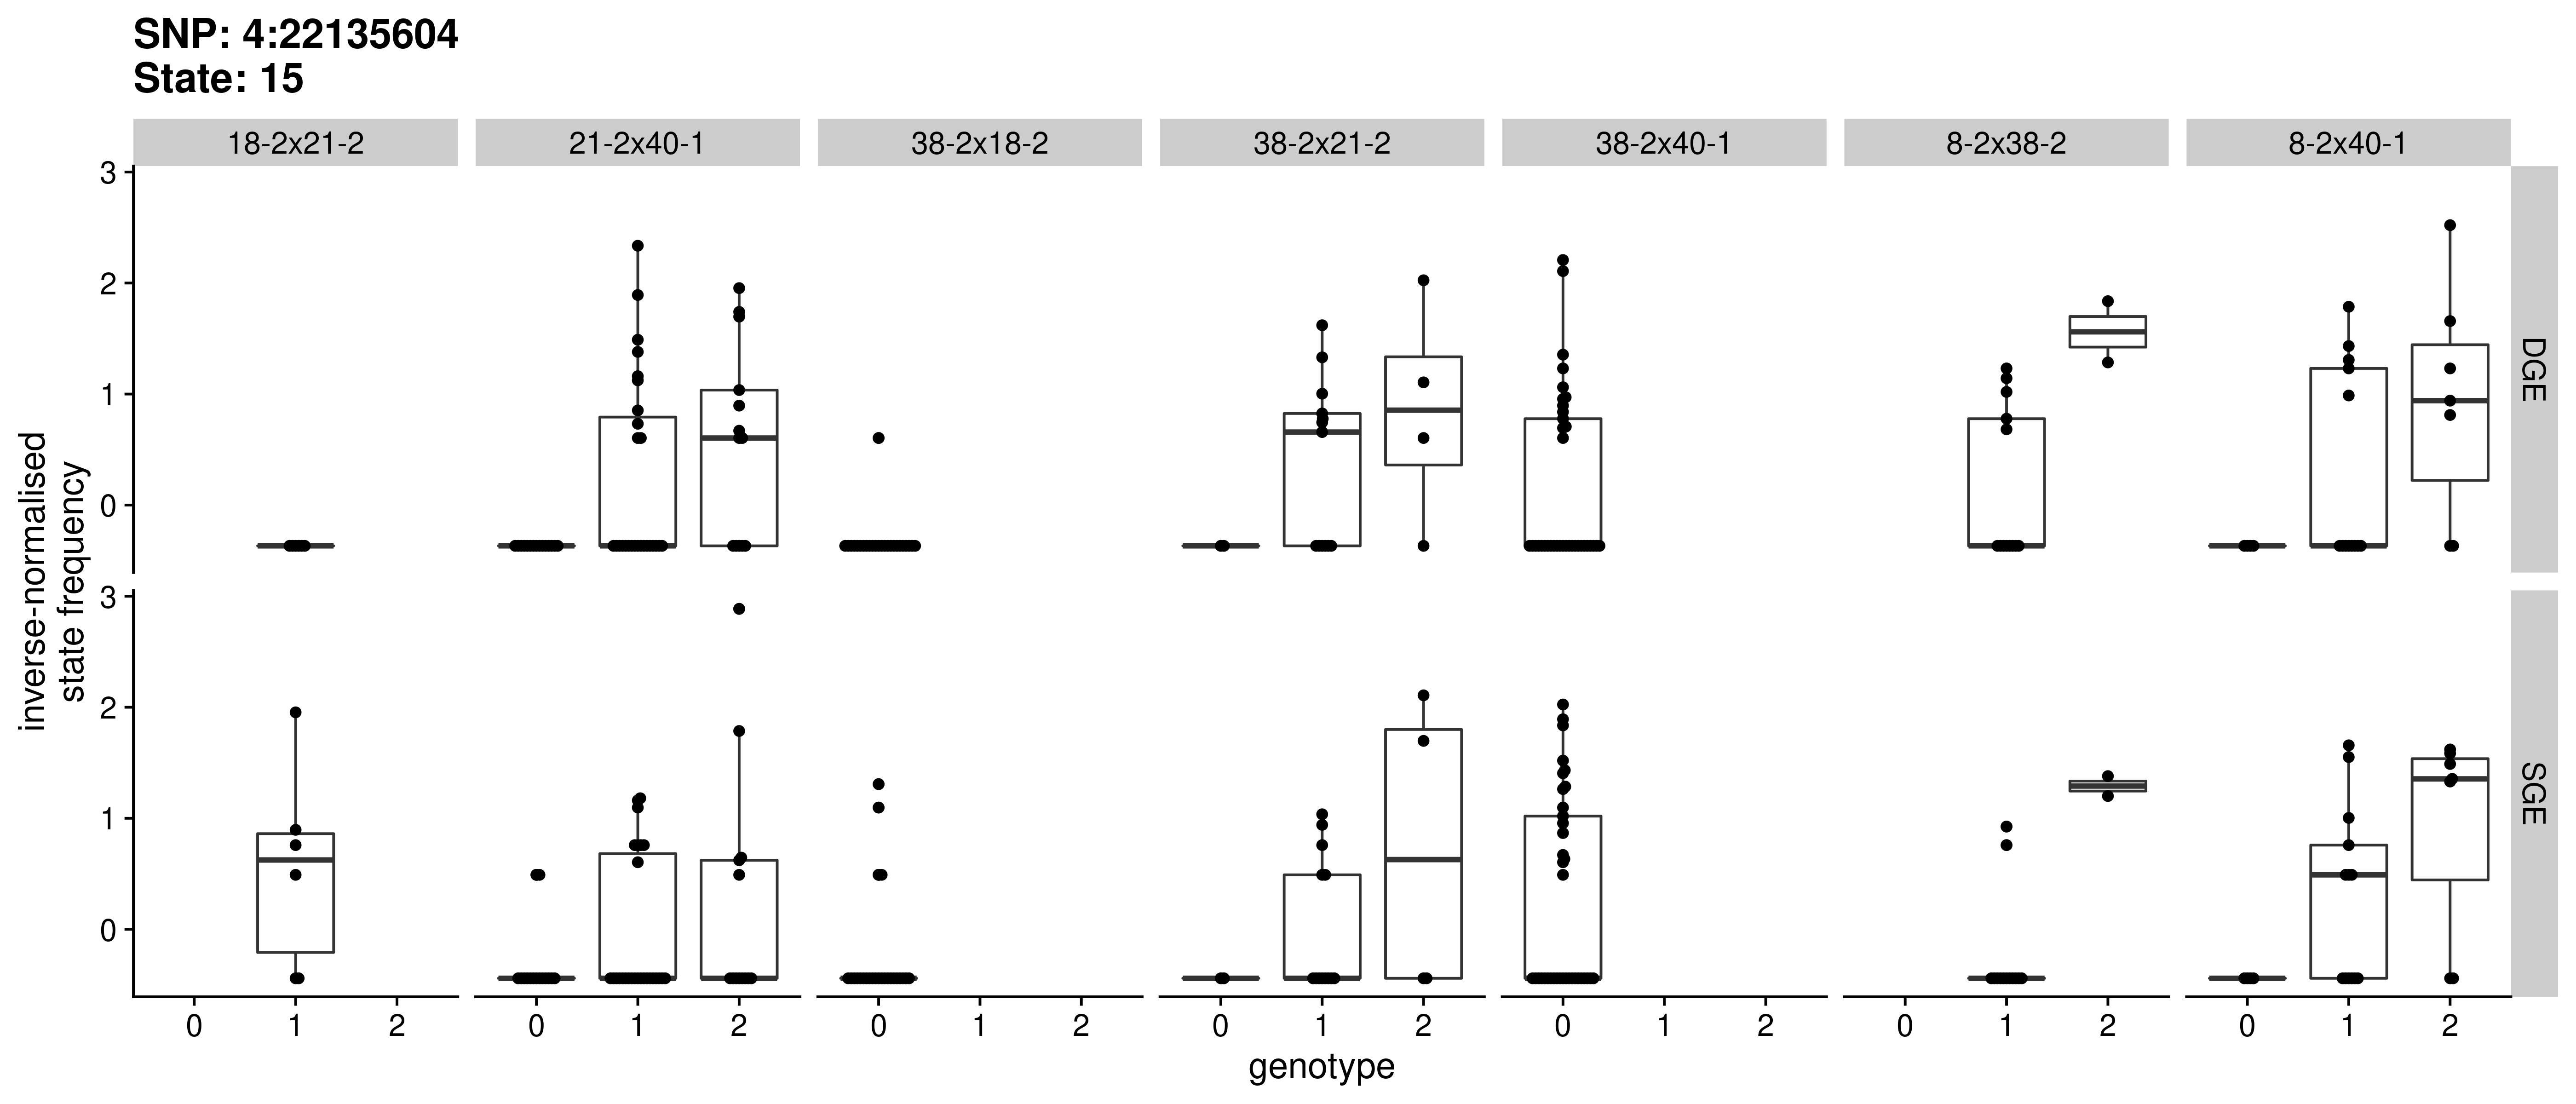 SNP: 4:22135604
State: 15
18-2x21-2 21-2x40-1 38-2x18-2 38-2x21-2 38-2x40-1 8-2x38-2 8-2x40-1
3
2
1
0
DGE
inverse-normalised
state frequency
3
2
1
0
SGE
0 1 2 0 1 2 0 1 2 0 1 2 0 1 2 0 1 2 0 1 2
genotype